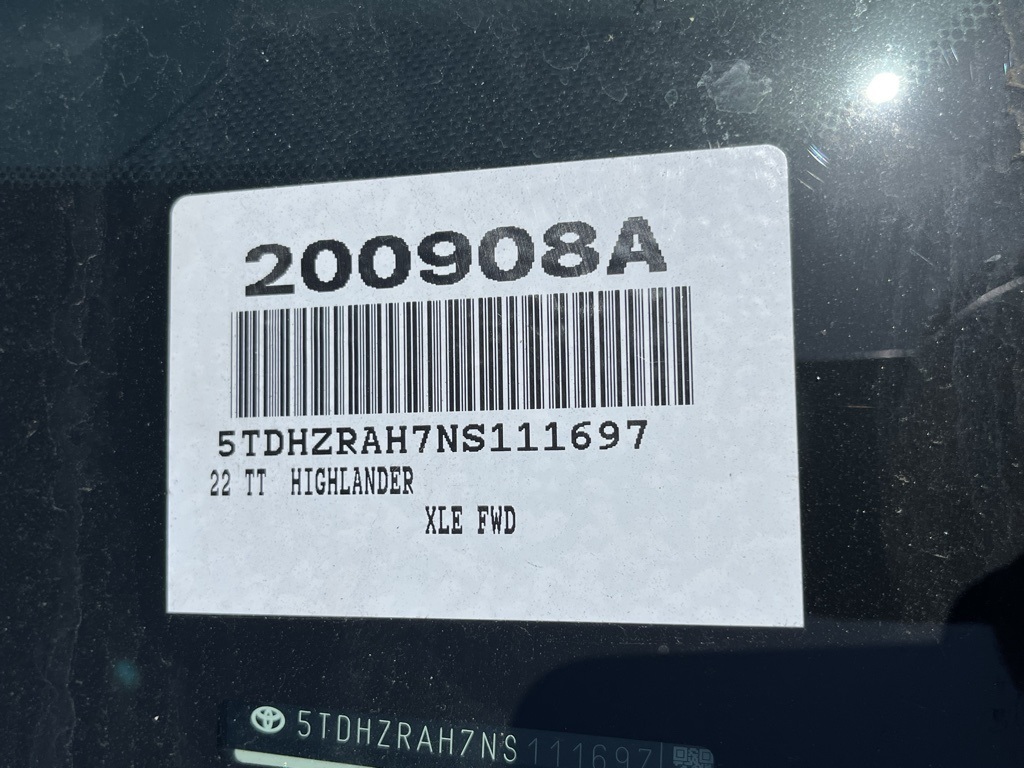 200908A
5TDHZRAH7NS111697
22 TT HIGHLANDER
XLE FWD
5TDHZRAH7NS111697